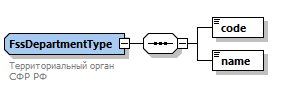 FssDepartmentType
Территориальный орган
СФР РФ
code
name